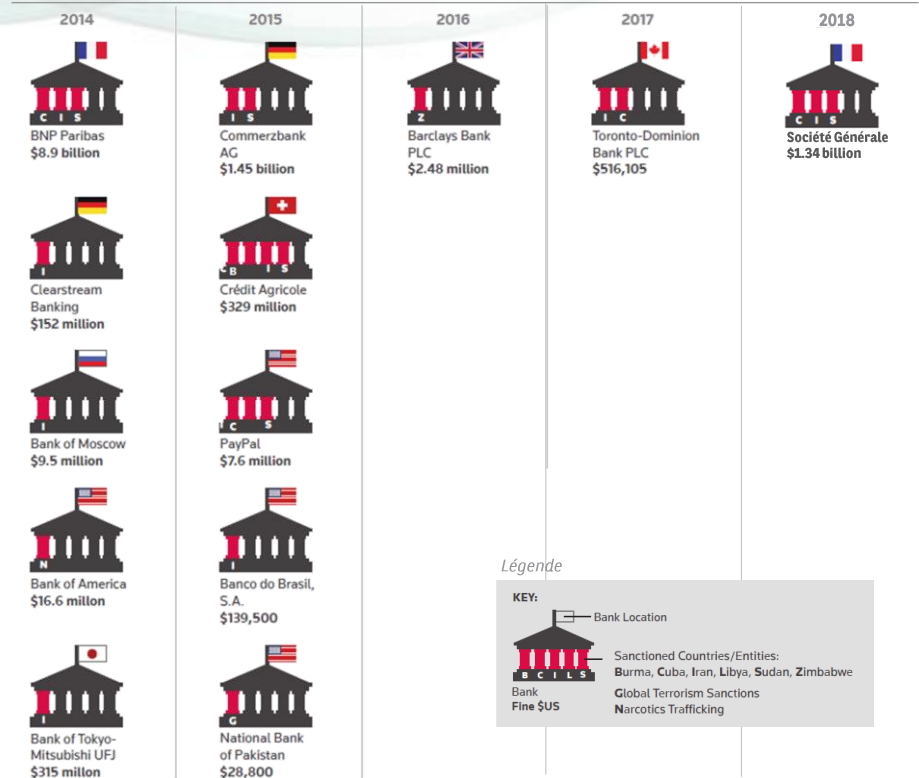 2014
2015
2016
2017
2018
C I S
BNP Paribas
$8.9 billion
I
Clearstream
Banking
$152 million
I
Bank of Moscow
$9.5 million
N
Bank of America
$16.6 millon
I
Bank of Tokyo-
Mitsubishi UFJ
$315 millon
I S
Commerzbank
AG
$1.45 billion
C B I S
Crédit Agricole
$329 million
I C S
PayPal
$7.6 million
I
Banco do Brasil,
S.A.
$139,500
G
National Bank
of Pakistan
$28,800
Z
Barclays Bank
PLC
$2.48 million
I C
Toronto-Dominion
Bank PLC
$516,105
C I S
Société Générale
$1.34 billion
Légende
KEY:
Bank Location
Sanctioned Countries/Entities:
Burma, Cuba, Iran, Libya, Sudan, Zimbabwe
B C I L S
Bank
Fine $US
Global Terrorism Sanctions
Narcotics Trafficking